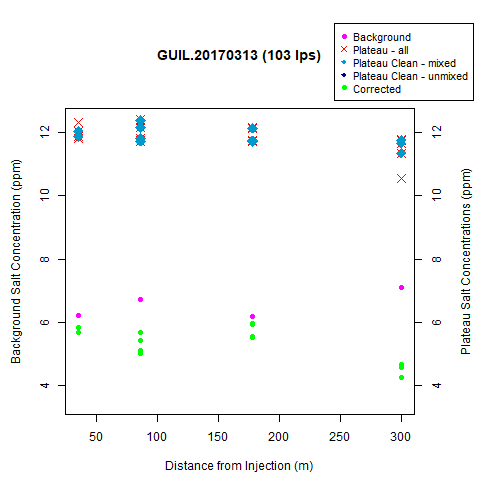 GUIL.20170313 (103 lps)
Background
Plateau - all
Plateau Clean - mixed
Plateau Clean - unmixed
Corrected
Background Salt Concentration (ppm)
12
10
8
6
4
12
10
8
6
4
Plateau Salt Concentrations (ppm)
50 100 150 200 250 300
Distance from Injection (m)